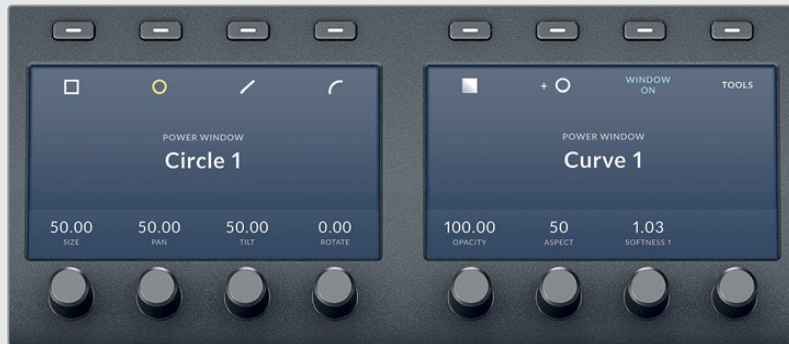 WINDOW
ON
TOOLS
POWER WINDOW
Circle 1
POWER WINDOW
Curve 1
50.00
SIZE
50.00
PAN
50.00
TILT
0.00
ROTATE
100.00
OPACITY
50
ASPECT
1.03
SOFTNESS 1